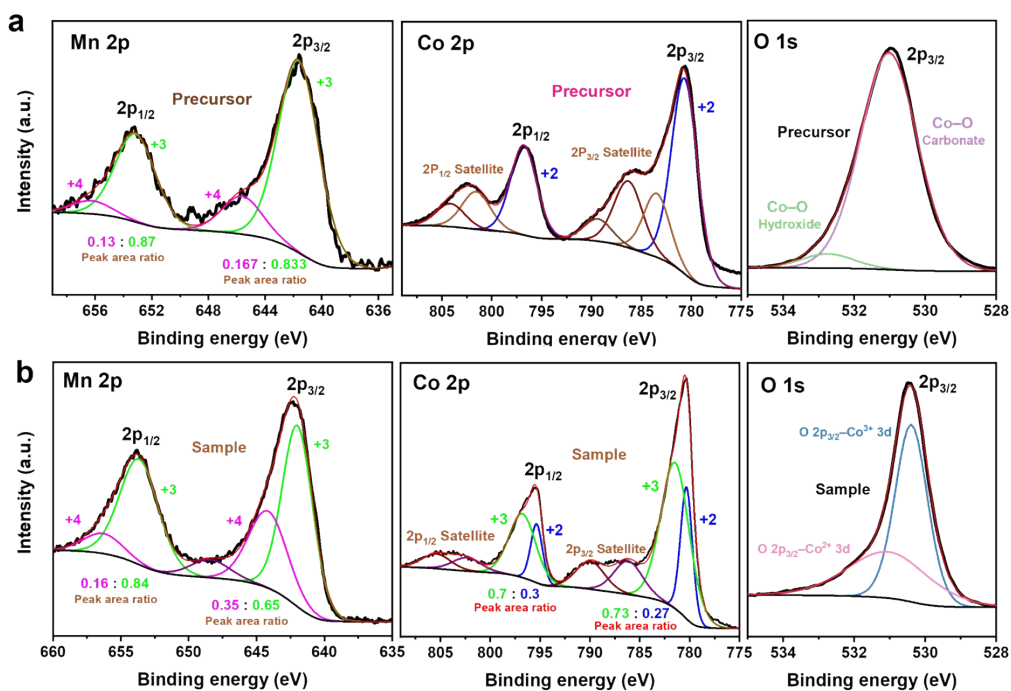 a
Intensity (a.u.)
Mn 2p
2p3/2
+3
Precursor
2p1/2
+3
+4
+4
0.13 : 0.87
Peak area ratio
0.167 : 0.833
Peak area ratio
656 652 648 644 640 636
Binding energy (eV)
Co 2p
2p3/2
Precursor
+2
2p1/2
2P3/2 Satellite
2P1/2 Satellite
+2
805 800 795 790 785 780 775
Binding energy (eV)
O 1s
2p3/2
Precursor
Co–O
Carbonate
Co–O
Hydroxide
534 532 530 528
Binding energy (eV)
b
Intensity (a.u.)
Mn 2p
2p3/2
2p1/2
Sample
+3
+3
+4
+4
0.16 : 0.84
Peak area ratio
0.35 : 0.65
Peak area ratio
660 655 650 645 640 635
Binding energy (eV)
Co 2p
2p3/2
Sample
2p1/2
+3
+3
+2
+2
2p1/2 Satellite
2p3/2 Satellite
0.7 : 0.3
Peak area ratio
0.73 : 0.27
Peak area ratio
805 800 795 790 785 780 775
Binding energy (eV)
O 1s
2p3/2
O 2p3/2–Co3+ 3d
Sample
O 2p3/2–Co2+ 3d
534 532 530 528
Binding energy (eV)